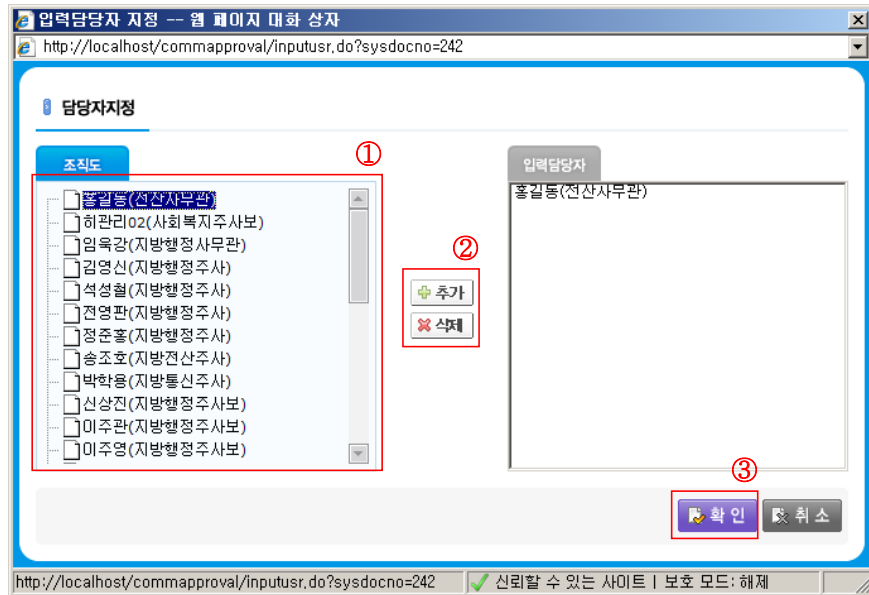 입력담당자 지정 -- 웹 페이지 대화 상자
http://localhost/commapproval/inputusr.do?sysdocno=242
담당자지정
조직도
①
입력담당자
홍길동(전산사무관)
히관리02(사회복지주사보)
임욱강(지방행정사무관)
김영신(지방행정주사)
석성철(지방행정주사)
전영판(지방행정주사)
정준홍(지방행정주사)
송조호(지방전산주사)
박학용(지방통신주사)
신상진(지방행정주사보)
이주관(지방행정주사보)
이주영(지방행정주사보)
②
추가
삭제
홍길동(전산사무관)
③
확 인
취 소
http://localhost/commapproval/inputusr.do?sysdocno=242
신뢰할 수 있는 사이트 | 보호 모드: 해제